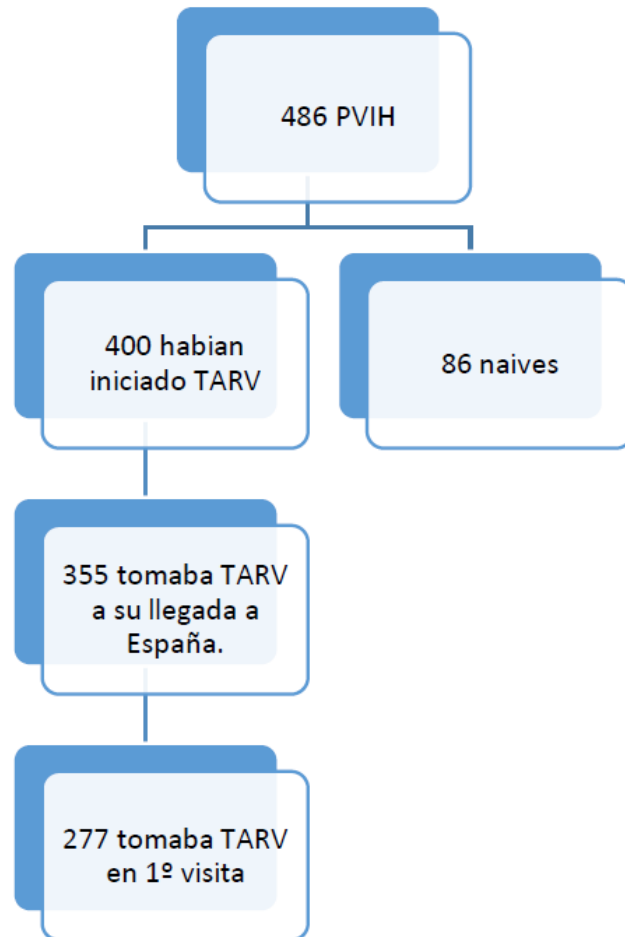 486 PVIH
400 habian
iniciado TARV
86 naives
355 tomaba TARV
a su llegada a
España.
277 tomaba TARV
en 1º visita